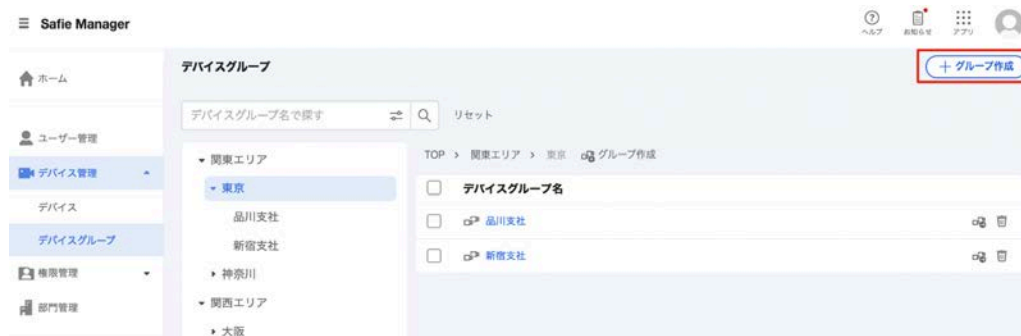 Safie Manager
ヘルプ
お知らせ
アプリ
ホーム
ユーザー管理
デバイス管理
デバイス
デバイスグループ
権限管理
部門管理
デバイスグループ
+ グループ作成
デバイスグループ名で探す
リセット
関東エリア
東京
品川支社
新宿支社
神奈川
関西エリア
大阪
TOP > 関東エリア > 東京 グループ作成
デバイスグループ名
品川支社
新宿支社